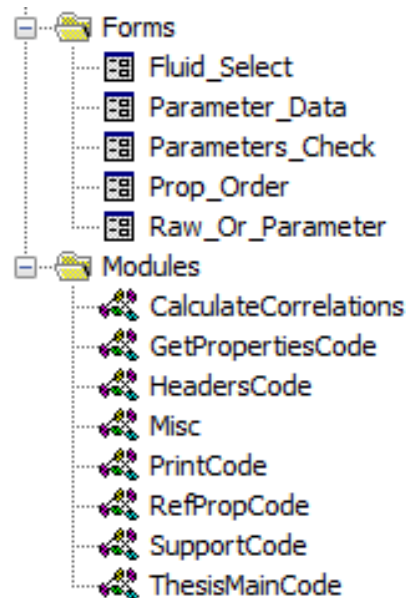 Forms
Fluid_Select
Parameter_Data
Parameters_Check
Prop_Order
Raw_Or_Parameter
Modules
CalculateCorrelations
GetPropertiesCode
HeadersCode
Misc
PrintCode
RefPropCode
SupportCode
ThesisMainCode